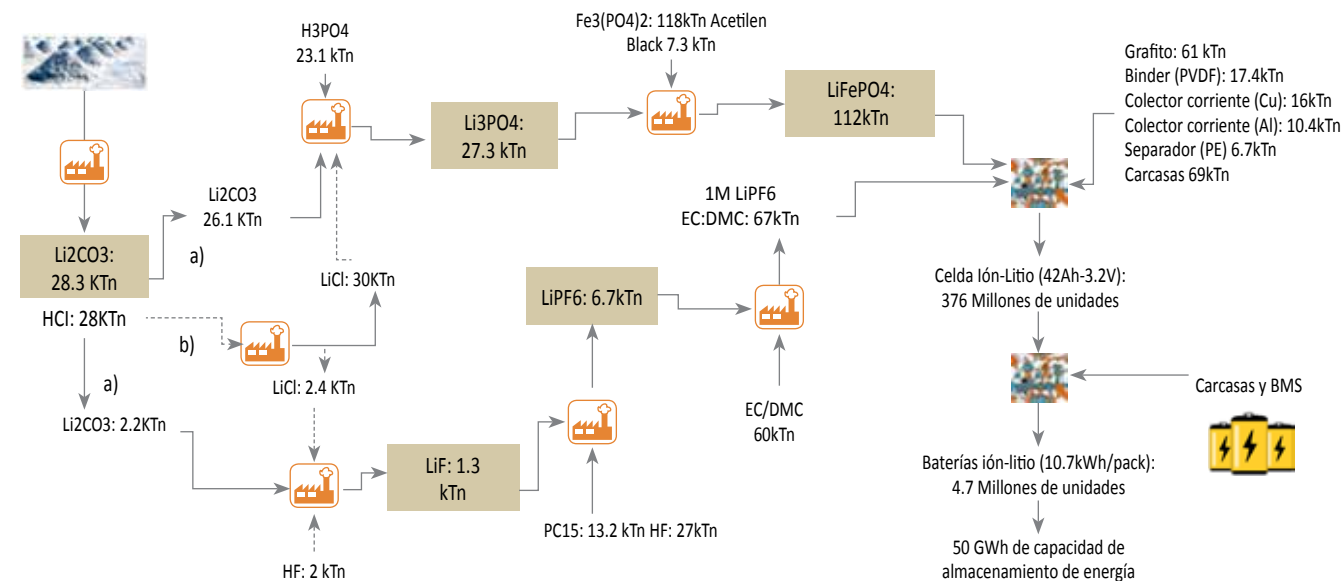 H3PO4
23.1 kTn
Fe3(PO4)2: 118kTn Acetilen
Black 7.3 kTn
Grafito: 61 kTn
Binder (PVDF): 17.4kTn
Colector corriente (Cu): 16kTn
Colector corriente (Al): 10.4kTn
Separador (PE) 6.7kTn
Carcasas 69kTn
Li3PO4:
27.3 kTn
LiFePO4:
112kTn
Li2CO3
26.1 KTn
a)
Li2CO3:
28.3 KTn
1M LiPF6
EC:DMC: 67kTn
LiCl: 30KTn
Celda Ión-Litio (42Ah-3.2V):
376 Millones de unidades
LiPF6: 6.7kTn
HCI: 28KTn
b)
a)
LiCl: 2.4 KTn
Li2CO3: 2.2KTn
EC/DMC
60kTn
Carcasas y BMS
LiF: 1.3
kTn
Baterías ión-litio (10.7kWh/pack):
4.7 Millones de unidades
PC15: 13.2 kTn HF: 27kTn
HF: 2 kTn
50 GWh de capacidad de
almacenamiento de energía